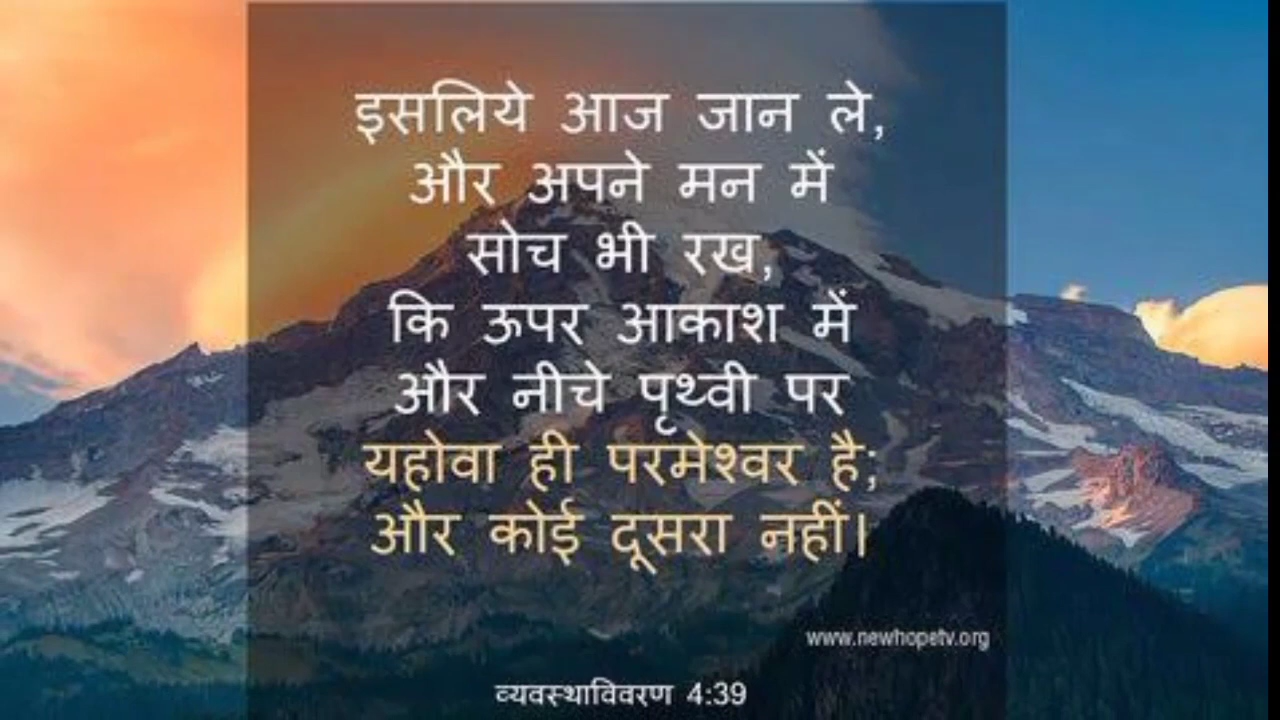 इसलिये आज जान ले,
और अपने मन में
सोच भी रख,
कि ऊपर आकाश में
और नीचे पृथ्वी पर
यहोवा ही परमेश्वर है;
और कोई दूसरा नहीं।
www.newhopetv.org
व्यवस्थाविवरण 4:39